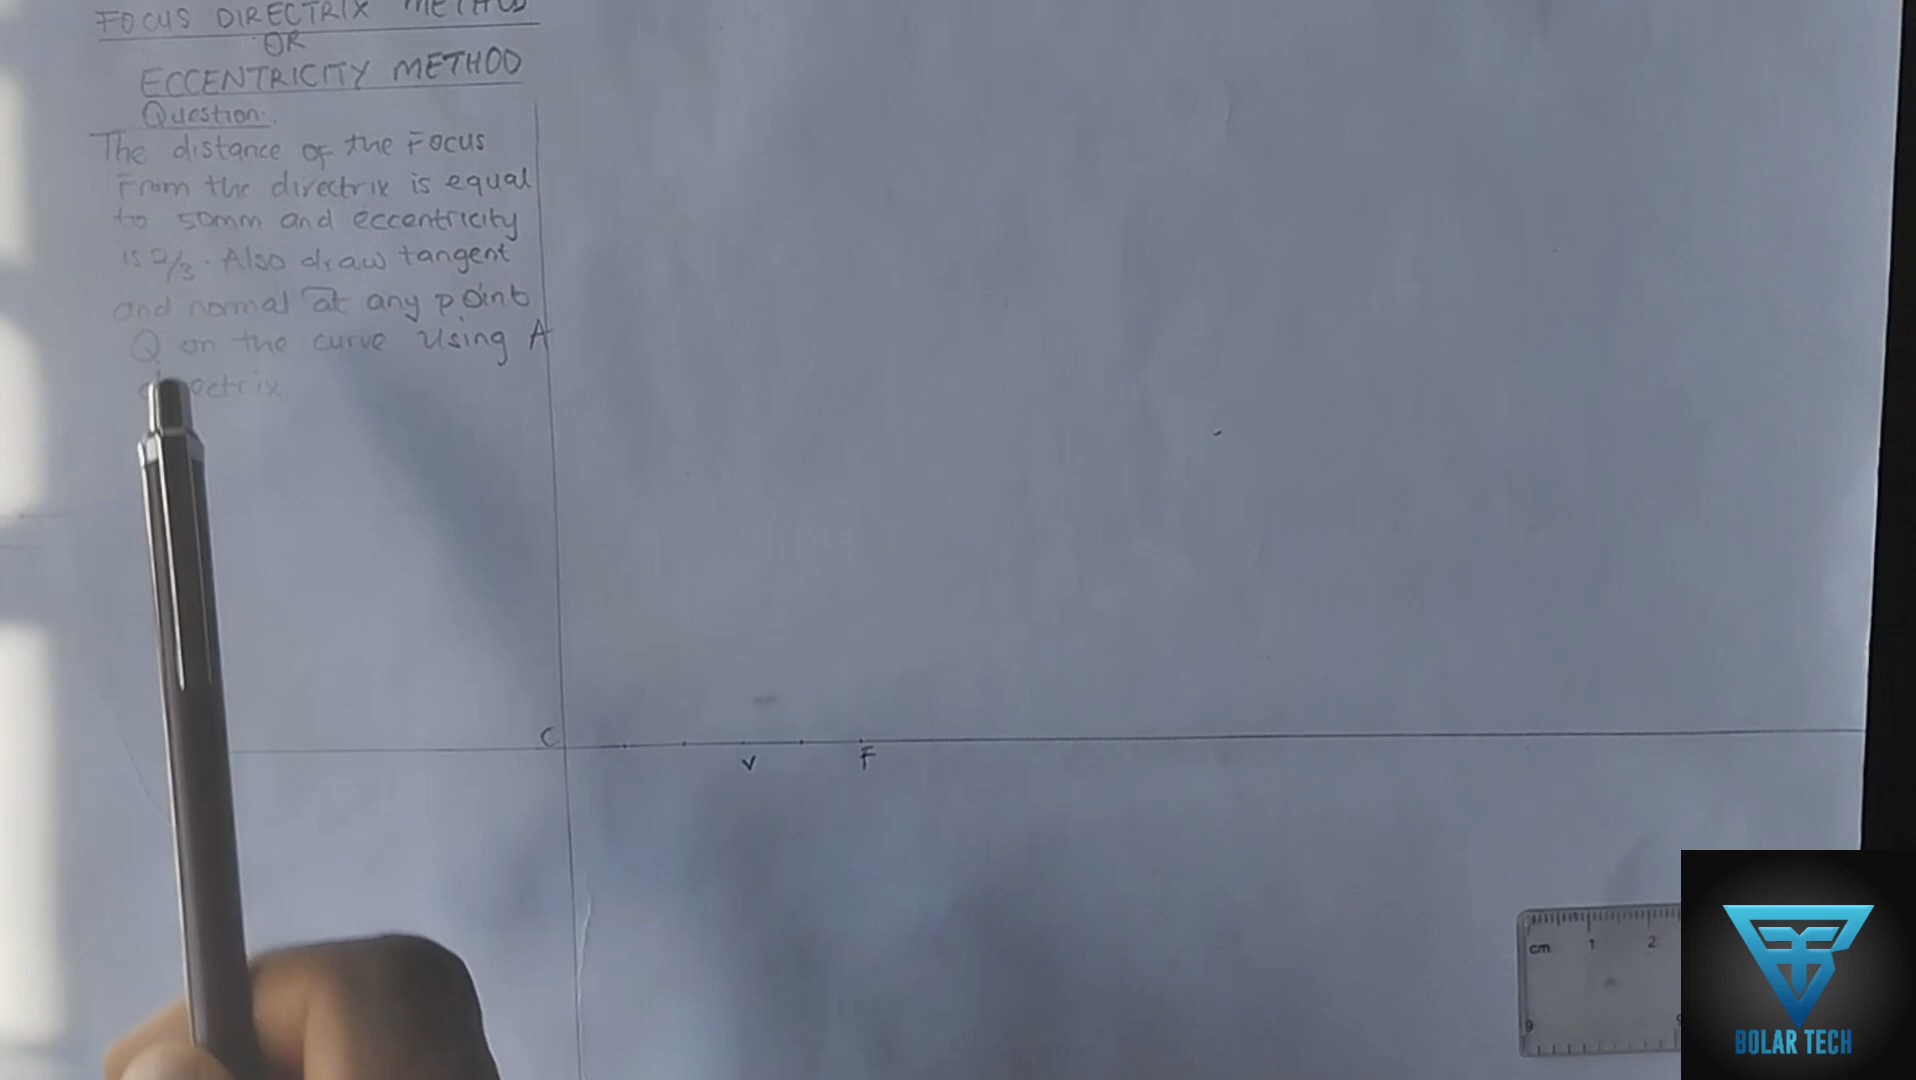 FOCUS DIRECTRIX METHOD
OR
ECCENTRICITY METHOD
Question.
The distance of the Focus
From the directrix is equal
to 50mm and eccentricity
is 2/3. Also draw tangent
and normal at any point
Q on the curve using A
directrix
C
V
F
cm 1 2
BOLAR TECH